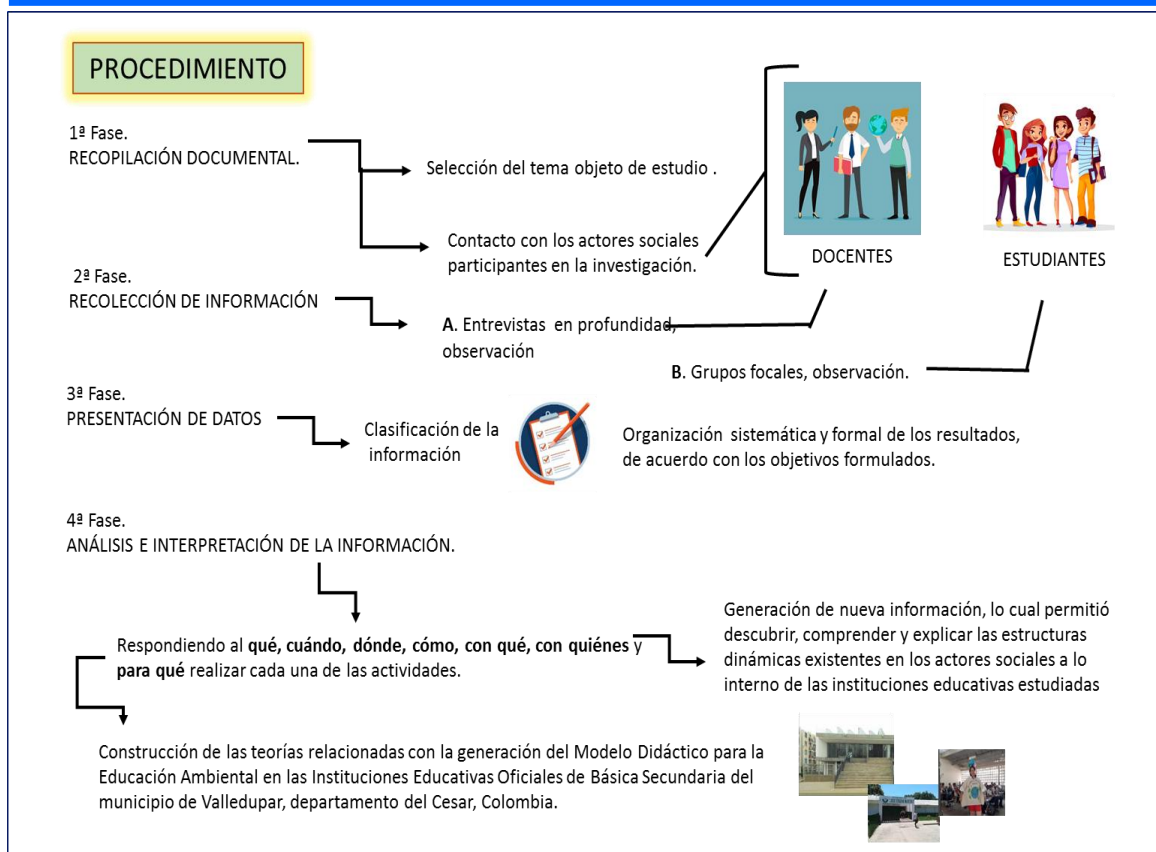 PROCEDIMIENTO
1ª Fase.
RECOPILACIÓN DOCUMENTAL.
Selección del tema objeto de estudio .
Contacto con los actores sociales
participantes en la investigación.
DOCENTES
ESTUDIANTES
2ª Fase.
RECOLECCIÓN DE INFORMACIÓN
A. Entrevistas en profundidad,
observación
B. Grupos focales, observación.
3ª Fase.
PRESENTACIÓN DE DATOS
Clasificación de la
información
Organización sistemática y formal de los resultados,
de acuerdo con los objetivos formulados.
4ª Fase.
ANÁLISIS E INTERPRETACIÓN DE LA INFORMACIÓN.
Respondiendo al qué, cuándo, dónde, cómo, con qué, con quiénes y
para qué realizar cada una de las actividades.
Generación de nueva información, lo cual permitió
descubrir, comprender y explicar las estructuras
dinámicas existentes en los actores sociales a lo
interno de las instituciones educativas estudiadas
Construcción de las teorías relacionadas con la generación del Modelo Didáctico para la
Educación Ambiental en las Instituciones Educativas Oficiales de Básica Secundaria del
municipio de Valledupar, departamento del Cesar, Colombia.